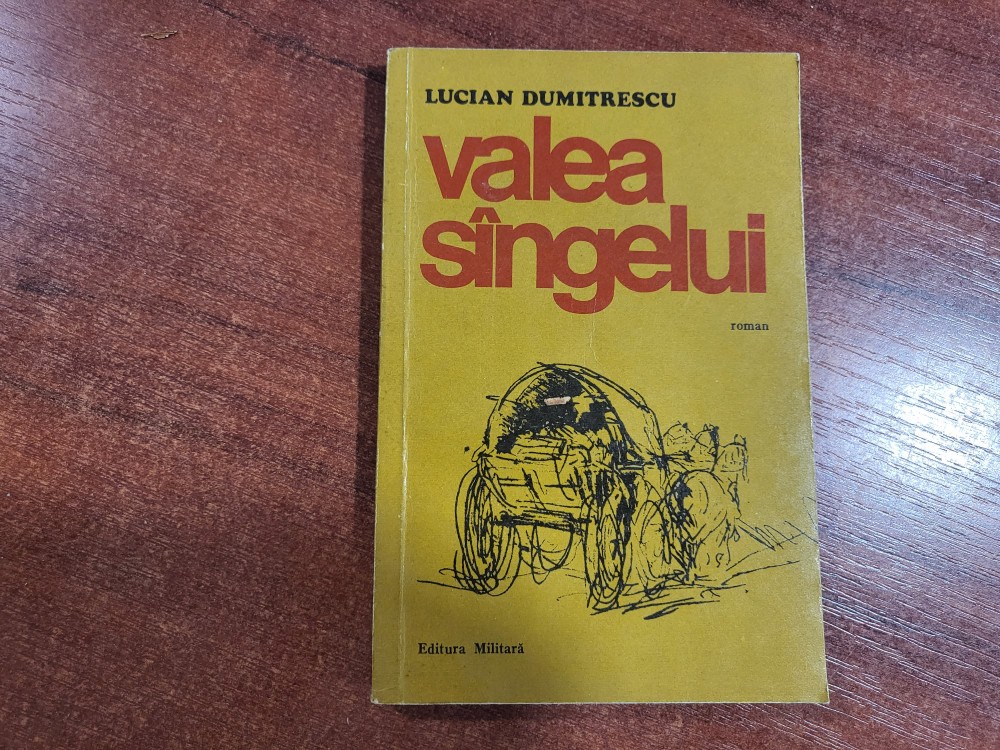 LUCIAN DUMITRESCU
valea
sîngelui
roman
Editura Militară